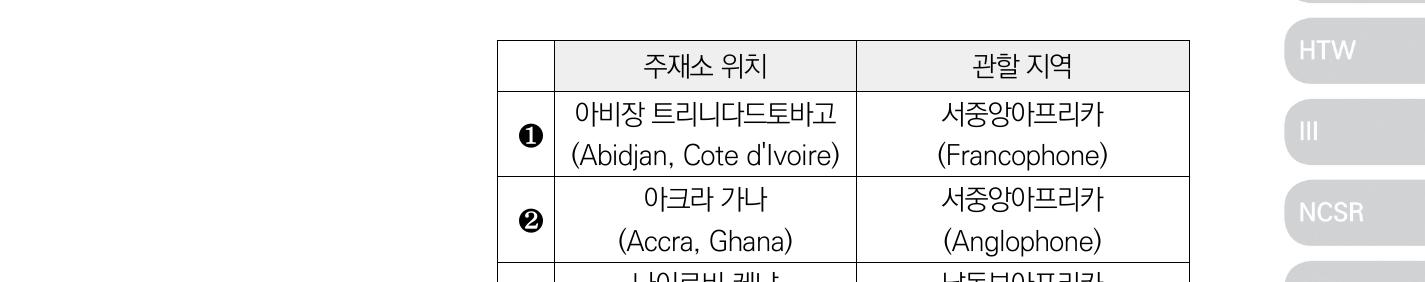 주재소 위치
관할 지역
❶
아비장 트리니다드토바고
(Abidjan, Cote d'Ivoire)
서중앙아프리카
(Francophone)
❷
아크라 가나
(Accra, Ghana)
서중앙아프리카
(Anglophone)
HTW
III
NCSR